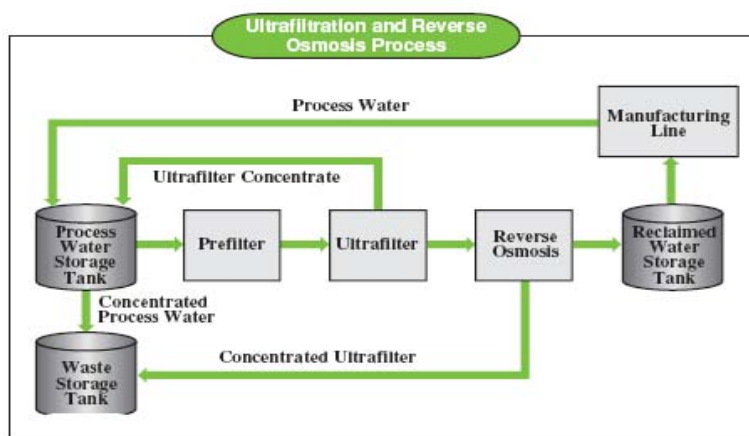 Ultrafiltration and Reverse
Osmosis Process
Process Water
Manufacturing
Line
Ultrafilter Concentrate
Process
Water
Storage
Tank
Prefilter
Ultrafilter
Reverse
Osmosis
Reclaimed
Water
Storage
Tank
Concentrated
Process Water
Concentrated Ultrafilter
Waste
Storage
Tank